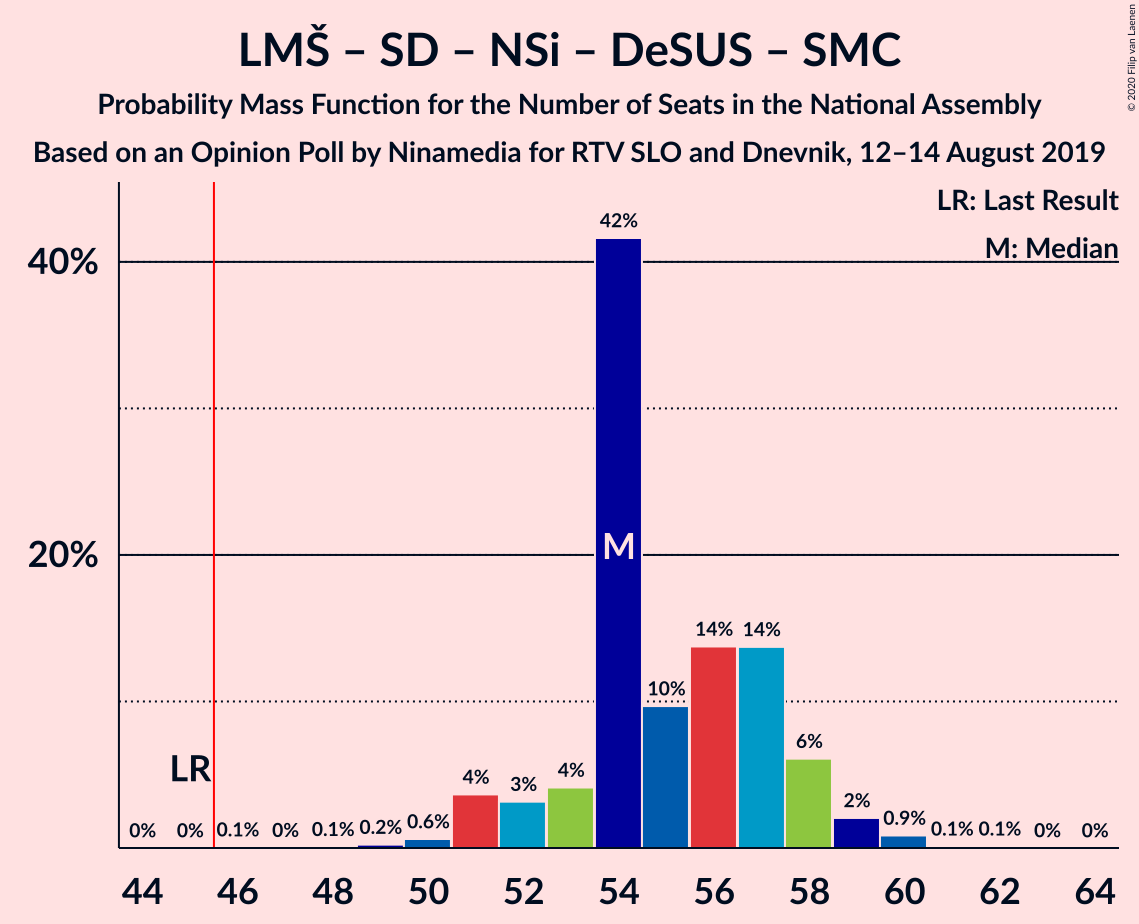 LMŠ – SD – NSi – DeSUS – SMC
Probability Mass Function for the Number of Seats in the National Assembly
Based on an Opinion Poll by Ninamedia for RTV SLO and Dnevnik, 12–14 August 2019
© 2020 Filip van Laenen
LR: Last Result
M: Median
40%
20%
LR
M
0%
0%
0.1%
0%
0.1%
0.2%
0.6%
4%
3%
4%
42%
10%
14%
14%
6%
2%
0.9%
0.1%
0.1%
0%
0%
44 46 48 50 52 54 56 58 60 62 64